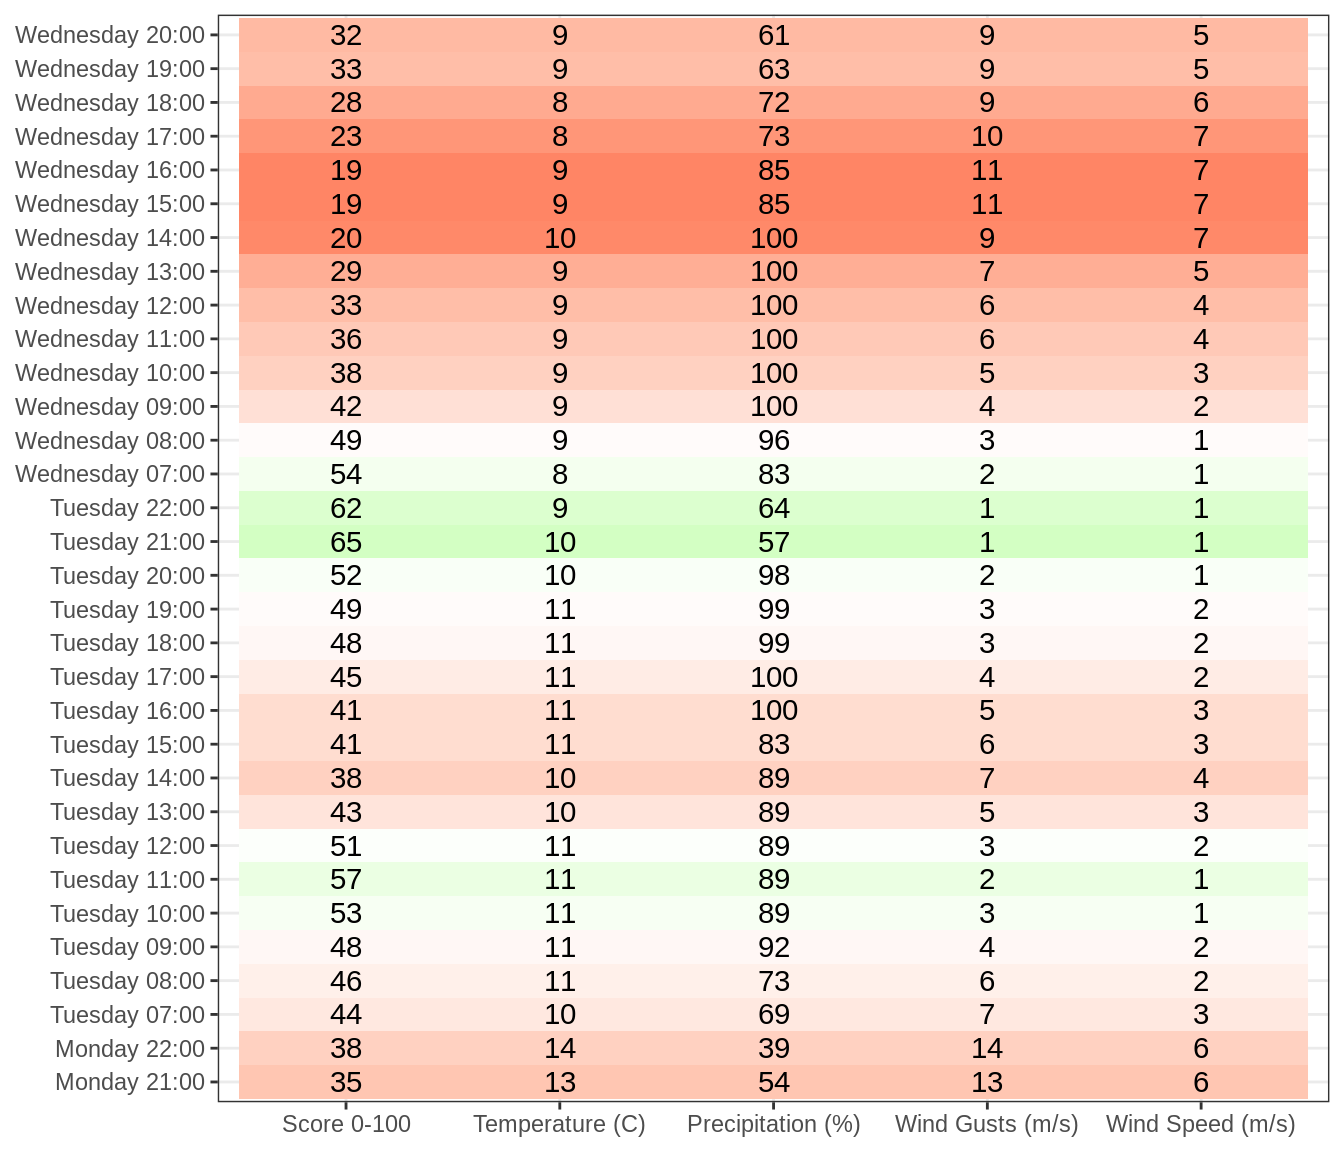 Wednesday 20:00 32 9 61 9 5
Wednesday 19:00 33 9 63 9 5
Wednesday 18:00 28 8 72 9 6
Wednesday 17:00 23 8 73 10 7
Wednesday 16:00 19 9 85 11 7
Wednesday 15:00 19 9 85 11 7
Wednesday 14:00 20 10 100 9 7
Wednesday 13:00 29 9 100 7 5
Wednesday 12:00 33 9 100 6 4
Wednesday 11:00 36 9 100 6 4
Wednesday 10:00 38 9 100 5 3
Wednesday 09:00 42 9 100 4 2
Wednesday 08:00 49 9 96 3 1
Wednesday 07:00 54 8 83 2 1
Tuesday 22:00 62 9 64 1 1
Tuesday 21:00 65 10 57 1 1
Tuesday 20:00 52 10 98 2 1
Tuesday 19:00 49 11 99 3 2
Tuesday 18:00 48 11 99 3 2
Tuesday 17:00 45 11 100 4 2
Tuesday 16:00 41 11 100 5 3
Tuesday 15:00 41 11 83 6 3
Tuesday 14:00 38 10 89 7 4
Tuesday 13:00 43 10 89 5 3
Tuesday 12:00 51 11 89 3 2
Tuesday 11:00 57 11 89 2 1
Tuesday 10:00 53 11 89 3 1
Tuesday 09:00 48 11 92 4 2
Tuesday 08:00 46 11 73 6 2
Tuesday 07:00 44 10 69 7 3
Monday 22:00 38 14 39 14 6
Monday 21:00 35 13 54 13 6
Score 0-100 Temperature (C) Precipitation (%) Wind Gusts (m/s) Wind Speed (m/s)